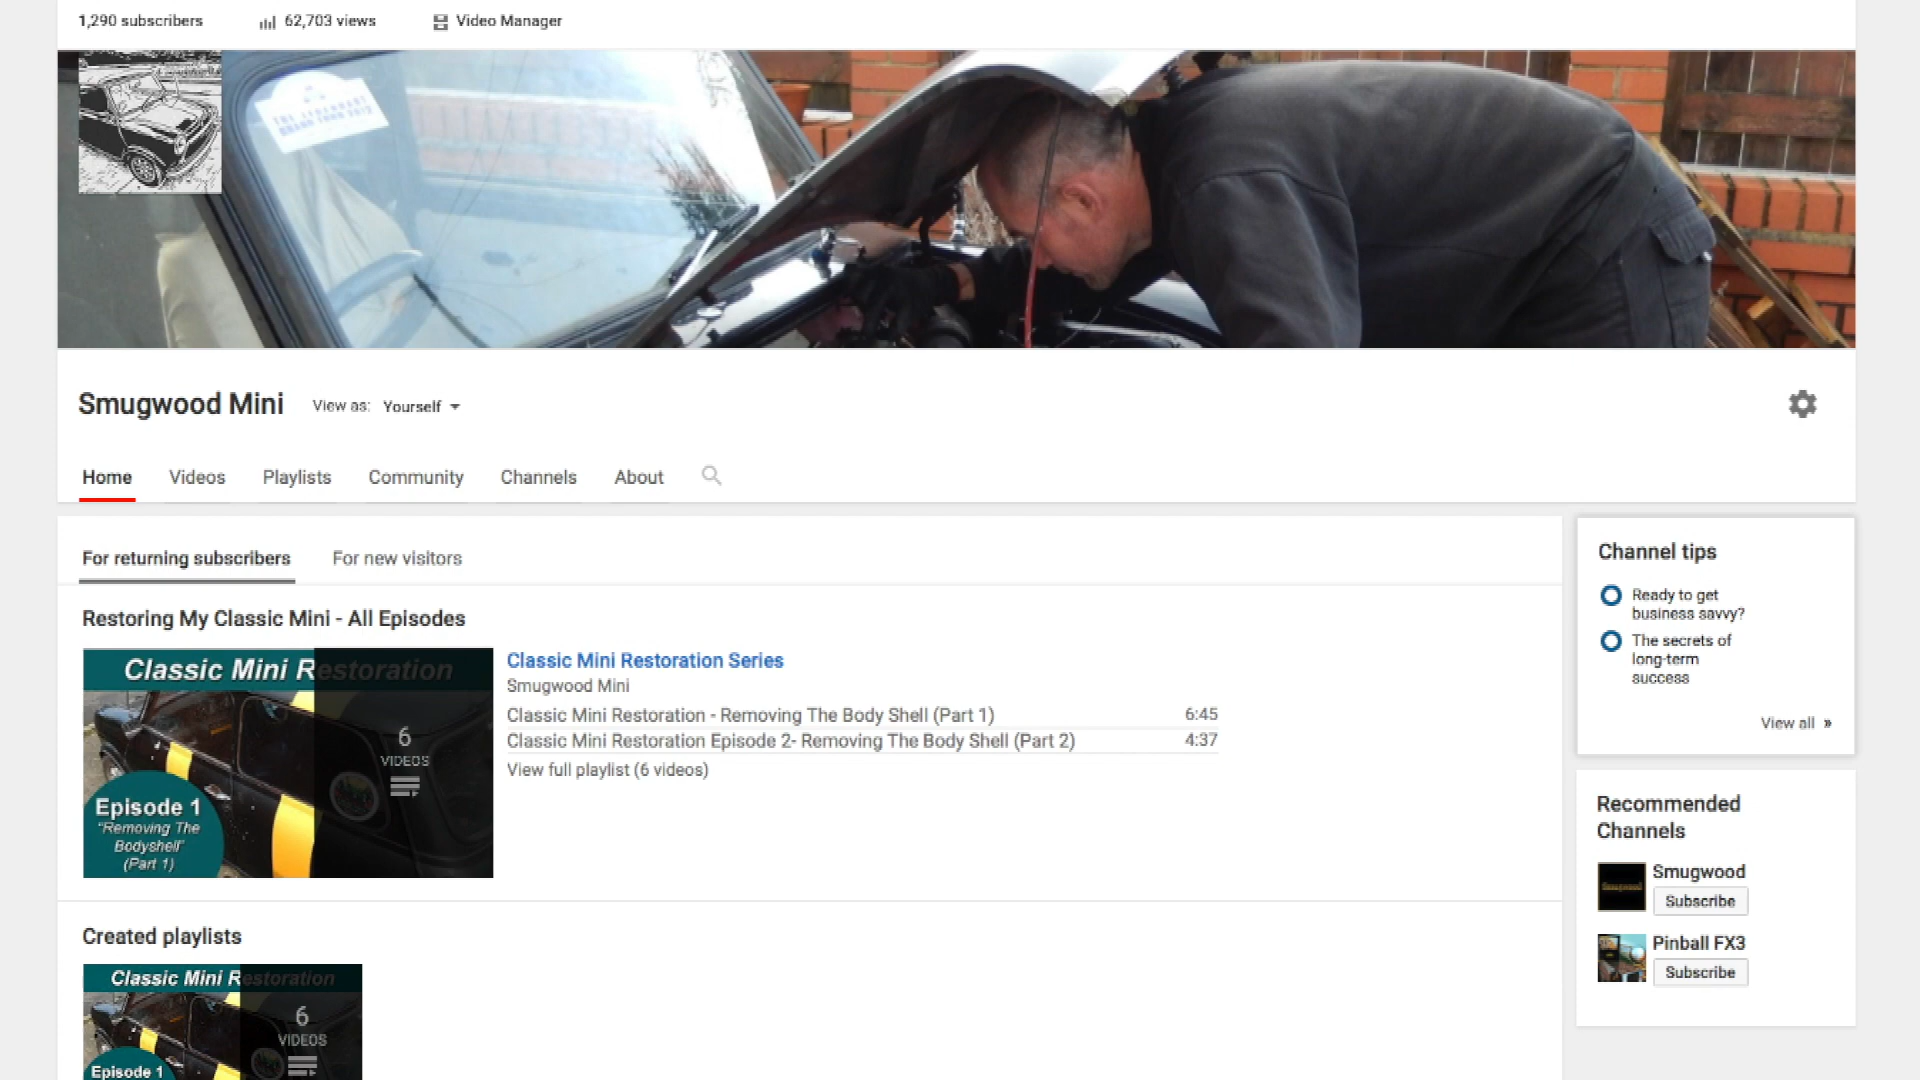 1,290 subscribers
62,703 views
Video Manager
Smugwood Mini
View as: Yourself
Home
Videos
Playlists
Community
Channels
About
For returning subscribers
For new visitors
Restoring My Classic Mini - All Episodes
Classic Mini Restoration
6
VIDEOS
Episode 1
"Removing The
Bodyshell"
(Part 1)
Classic Mini Restoration Series
Smugwood Mini
Classic Mini Restoration - Removing The Body Shell (Part 1)
6:45
Classic Mini Restoration Episode 2- Removing The Body Shell (Part 2)
4:37
View full playlist (6 videos)
Created playlists
Classic Mini Restoration
6
VIDEOS
Episode 1
Channel tips
Ready to get
business savvy?
The secrets of
long-term
success
View all »
Recommended
Channels
Smugwood
Subscribe
Pinball FX3
Subscribe